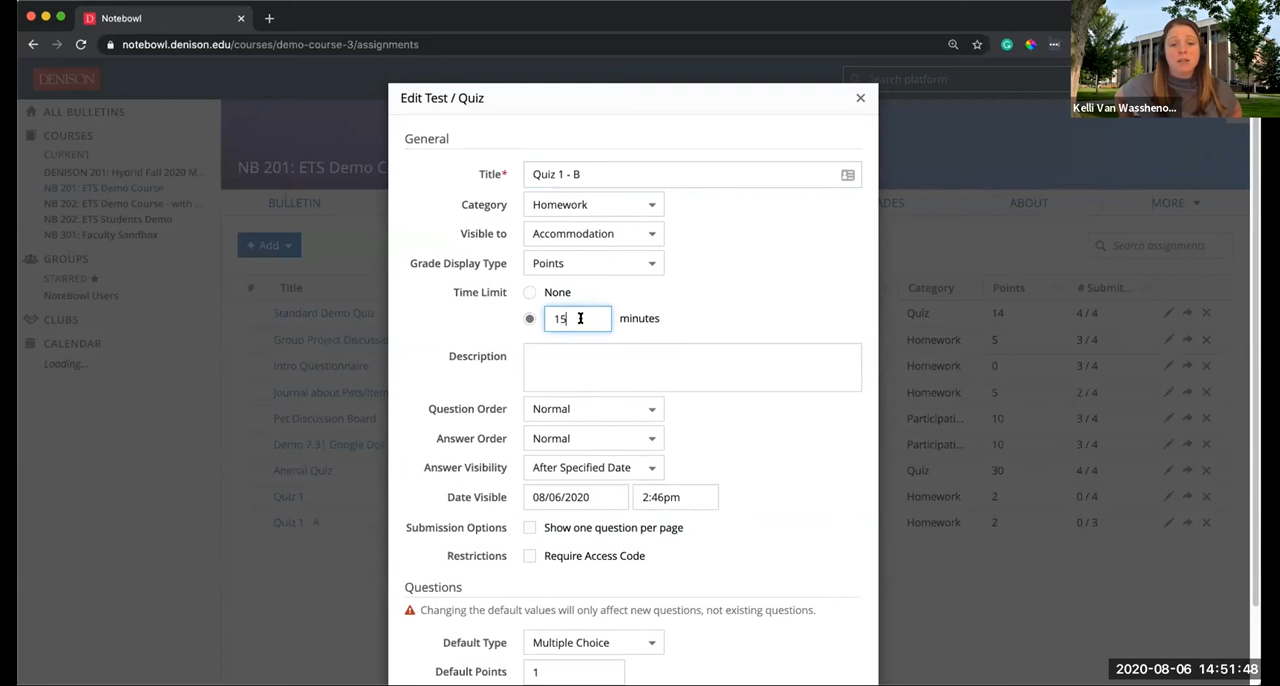 Notebowl
notebowl.denison.edu/courses/demo-course-3/assignments
DENISON
Search platform
Kelli Van Wassheno...
ALL BULLETINS
COURSES
CURRENT
DENISON 201: Hybrid Fall 2020 M...
NB 201: ETS Demo Course
NB 202: ETS Demo Course - with ...
NB 202: ETS Students Demo
NB 301: Faculty Sandbox
GROUPS
STARRED
NoteBowl Users
CLUBS
CALENDAR
Loading...
NB 201: ETS Demo C
BULLETIN
ADES
ABOUT
MORE
+ Add
Search assignments
# Title
Category Points # Submit...
Standard Demo Quiz Quiz 14 4 / 4
Group Project Discussi Homework 5 3 / 4
Intro Questionnaire Homework 0 3 / 4
Journal about Pets/Item Homework 5 2 / 4
Pet Discussion Board Participati... 10 3 / 4
Demo 7.31 Google Doc Participati... 10 3 / 4
Animal Quiz Quiz 30 4 / 4
Quiz 1 Homework 2 0 / 4
Quiz 1 - A Homework 2 0 / 3
Edit Test / Quiz
General
Title* Quiz 1 - B
Category Homework
Visible to Accommodation
Grade Display Type Points
Time Limit None
15 minutes
Description
Question Order Normal
Answer Order Normal
Answer Visibility After Specified Date
Date Visible 08/06/2020 2:46pm
Submission Options Show one question per page
Restrictions Require Access Code
Questions
Changing the default values will only affect new questions, not existing questions.
Default Type Multiple Choice
Default Points 1
2020-08-06 14:51:48